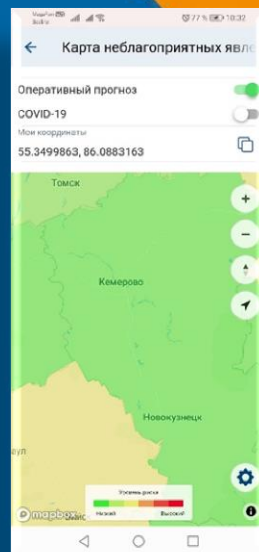 77 % 10:32
Карта неблагоприятных явле
Оперативный прогноз
COVID-19
Мои координаты
55.3499863, 86.0883163
Томск
Кемерово
Новокузнецк
Уровень риска
Низкий
Высокий
mapbox